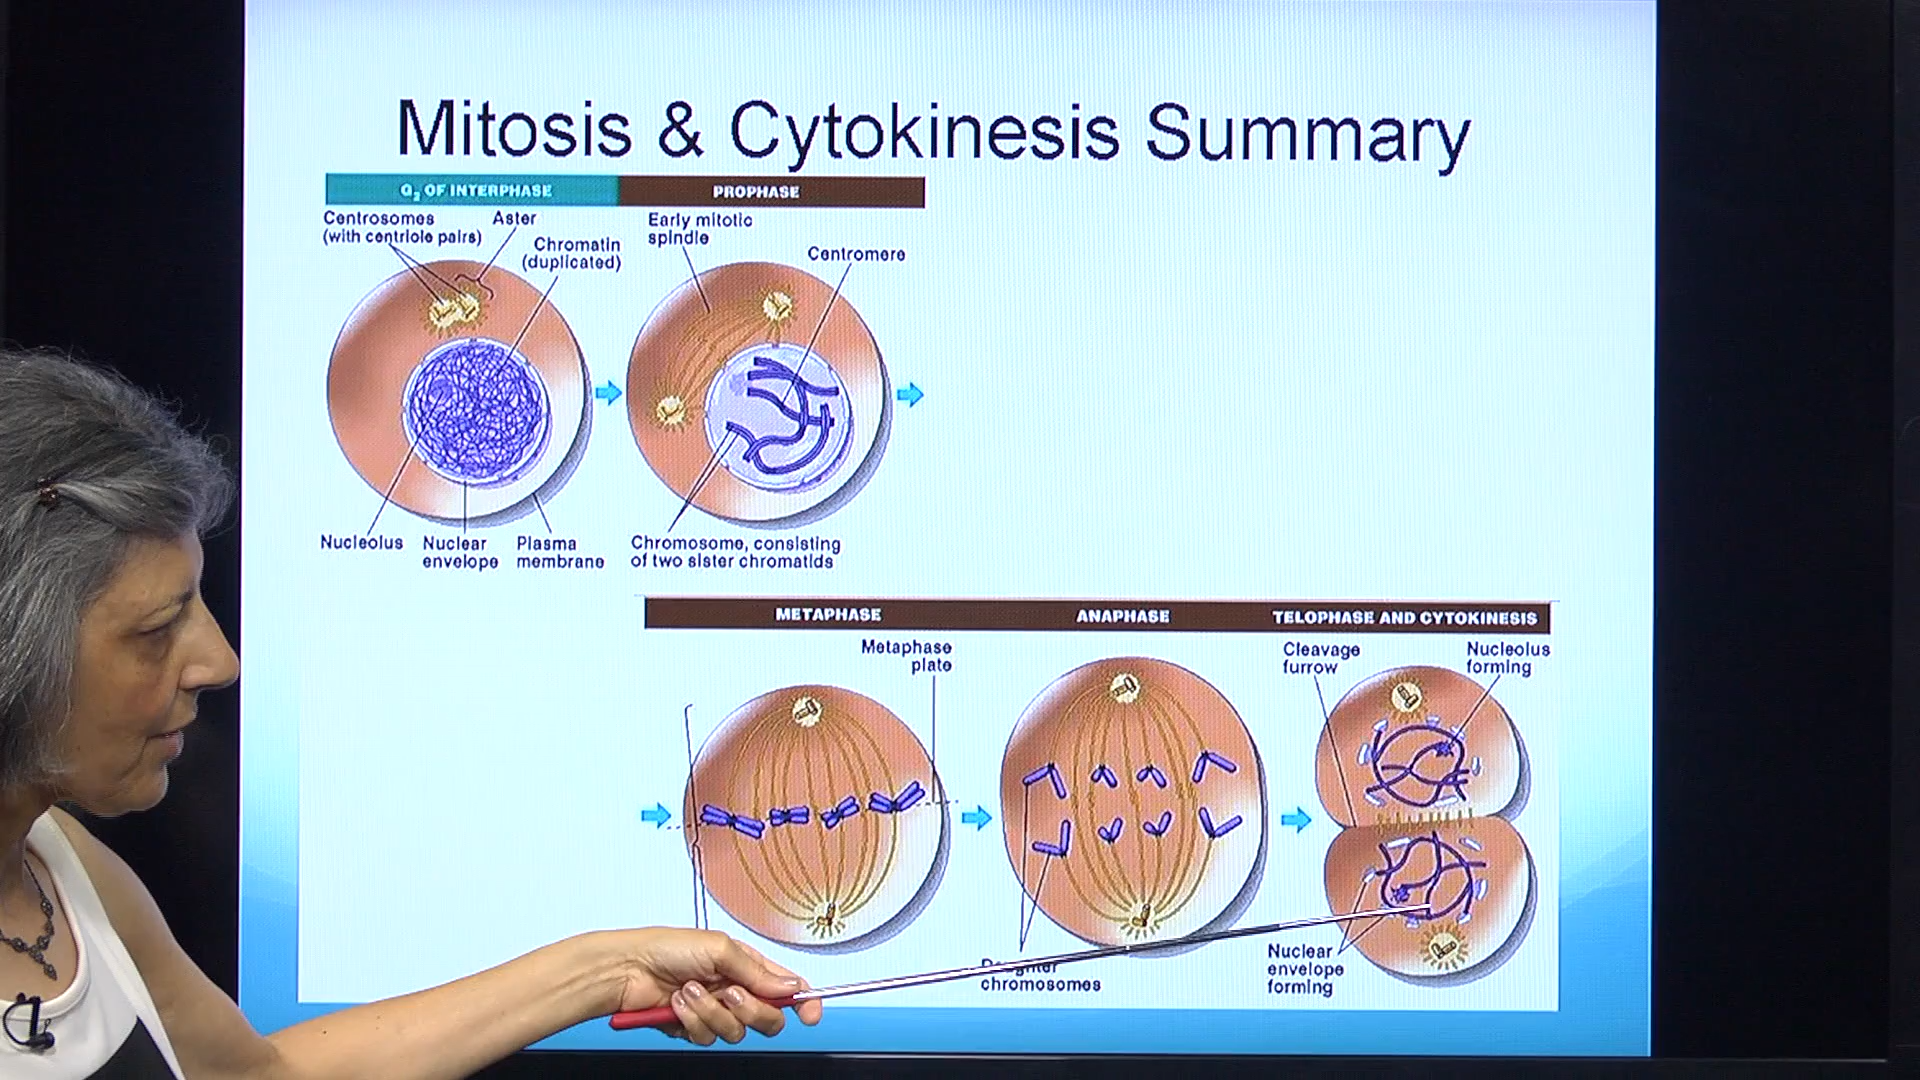 Mitosis & Cytokinesis Summary
G2 OF INTERPHASE
PROPHASE
Centrosomes
(with centriole pairs)
Aster
Chromatin
(duplicated)
Early mitotic
spindle
Centromere
Nucleolus
Nuclear
envelope
Plasma
membrane
Chromosome, consisting
of two sister chromatids
METAPHASE
ANAPHASE
TELOPHASE AND CYTOKINESIS
Metaphase
plate
Cleavage
furrow
Nucleolus
forming
Daughter
chromosomes
Nuclear
envelope
forming